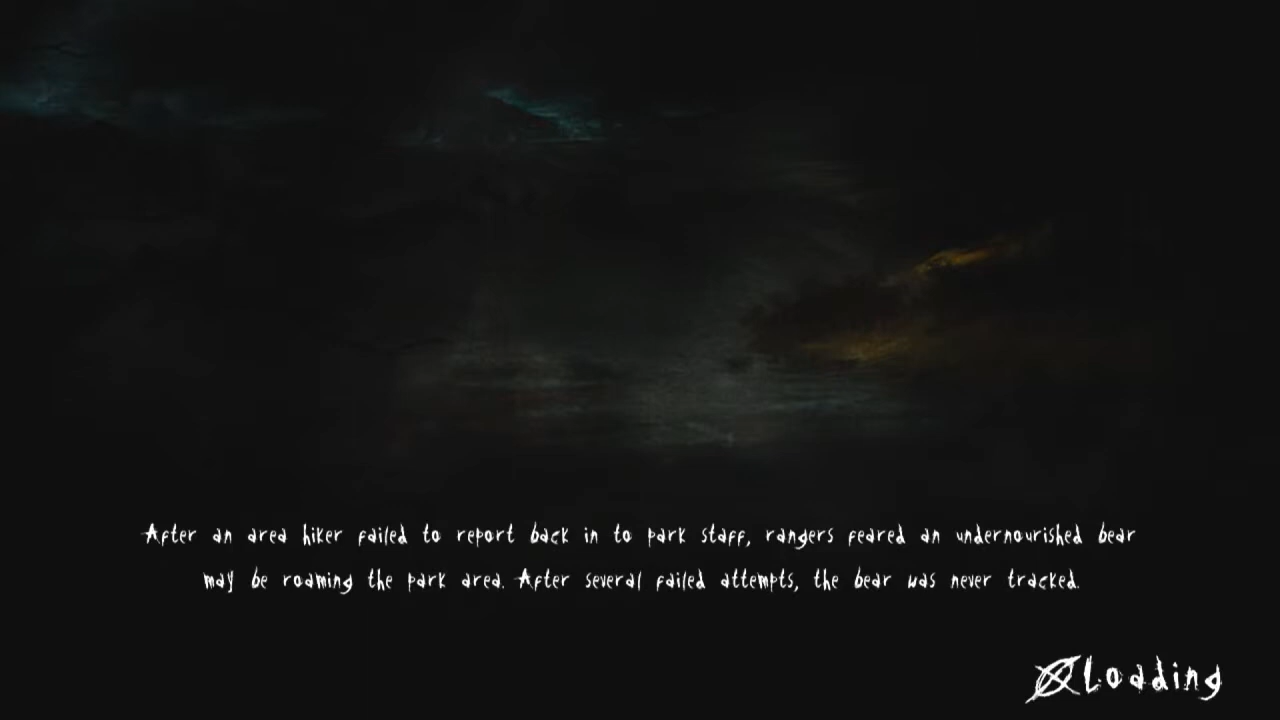 After an area hiker failed to report back in to park staff, rangers feared an undernourished bear
may be roaming the park area. After several failed attempts, the bear was never tracked.
Loading